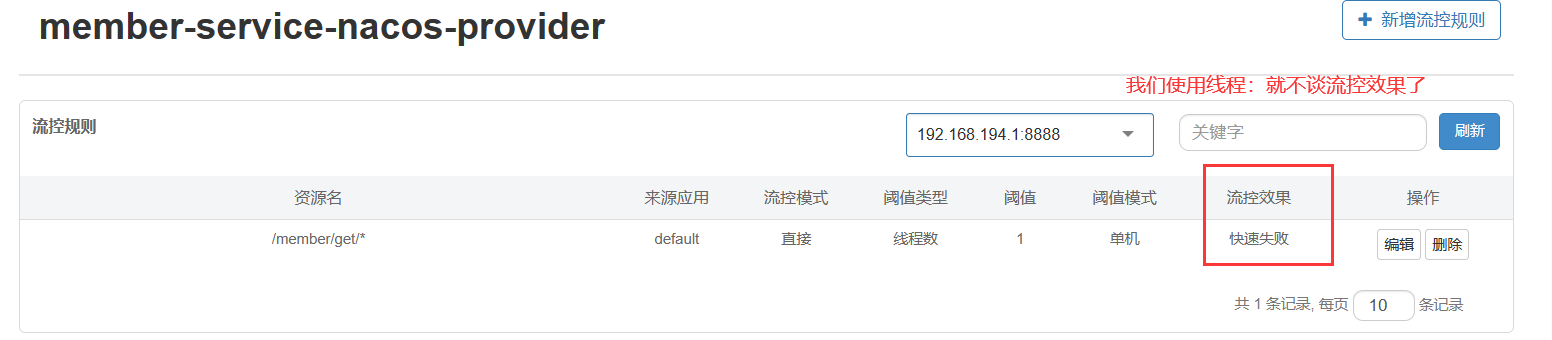 member-service-nacos-provider
+ 新增流控规则
我们使用线程：就不谈流控效果了
流控规则
192.168.194.1:8888
关键字
刷新
资源名 来源应用 流控模式 阈值类型 阈值 阈值模式 流控效果 操作
/member/get/* default 直接 线程数 1 单机 快速失败 编辑 删除
共 1 条记录, 每页 10 条记录